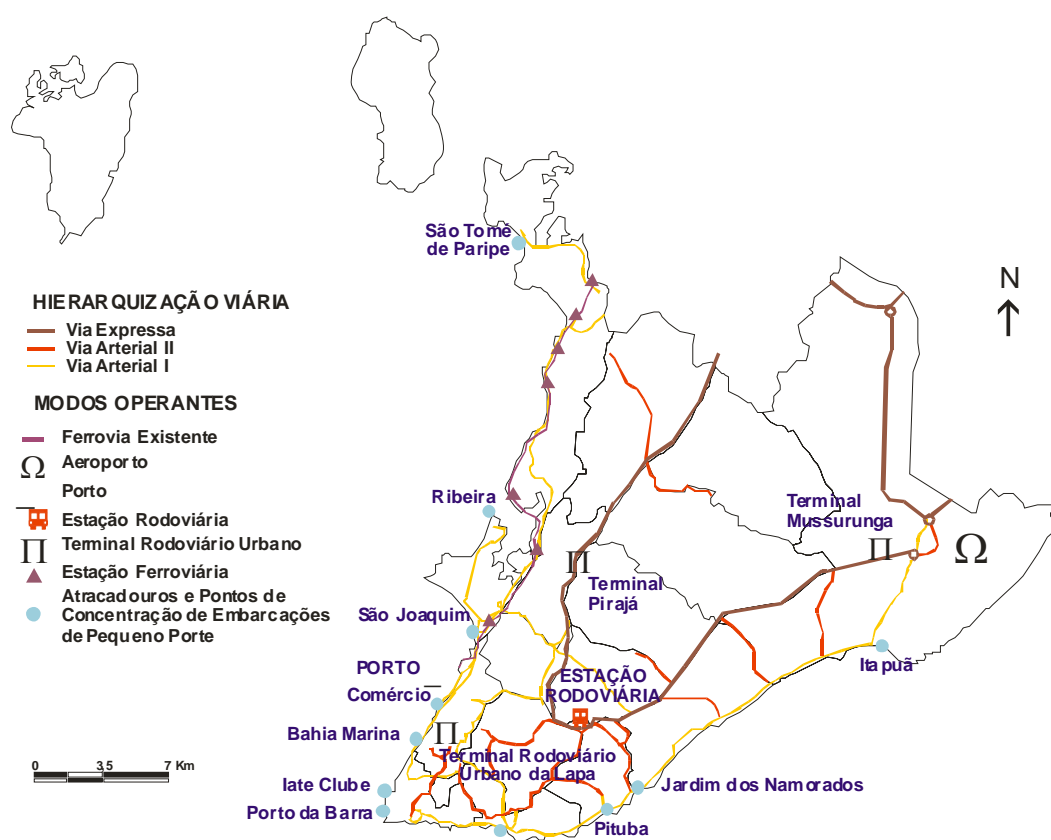 São Tomé
de Paripe
N
HIERARQUIZAÇÃO VIÁRIA
Via Expressa
Via Arterial II
Via Arterial I
MODOS OPERANTES
Ferrovia Existente
Ω Aeroporto
Porto
Estação Rodoviária
Π Terminal Rodoviário Urbano
Estação Ferroviária
Atracadouros e Pontos de
Concentração de Embarcações
de Pequeno Porte
Ribeira
Terminal
Mussurunga
Π
Ω
Π
Terminal
Pirajá
São Joaquim
Itapuã
PORTO
Comércio
ESTAÇÃO
RODOVIÁRIA
Bahia Marina
Π
Terminal Rodoviário
Urbano da Lapa
0 3,5 7 Km
Iate Clube
Jardim dos Namorados
Porto da Barra
Pituba